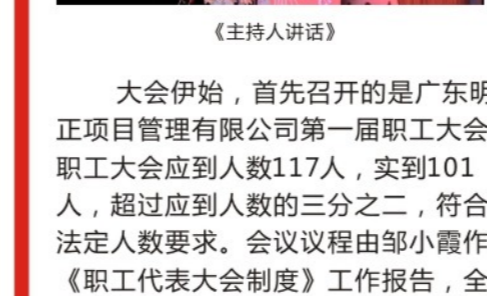 《主持人讲话》
大会伊始，首先召开的是广东明
正项目管理有限公司第一届职工大会
职工大会应到人数117人，实到101
人，超过应到人数的三分之二，符合
法定人数要求。会议议程由邹小霞作
《职工代表大会制度》工作报告，全